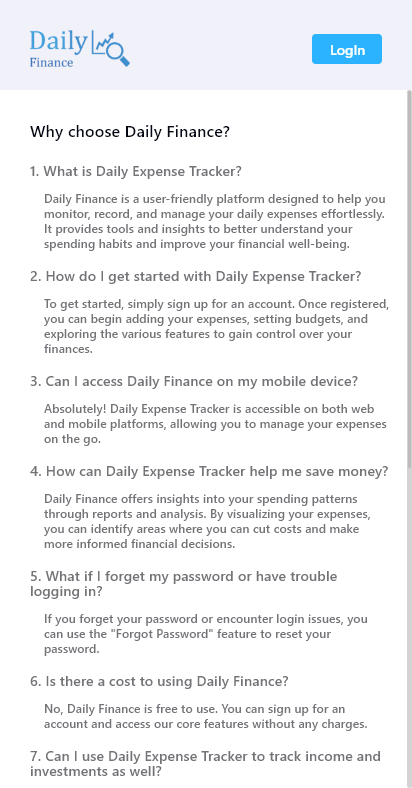 Daily
Finance
Login
Why choose Daily Finance?
1. What is Daily Expense Tracker?
Daily Finance is a user-friendly platform designed to help you
monitor, record, and manage your daily expenses effortlessly.
It provides tools and insights to better understand your
spending habits and improve your financial well-being.
2. How do I get started with Daily Expense Tracker?
To get started, simply sign up for an account. Once registered,
you can begin adding your expenses, setting budgets, and
exploring the various features to gain control over your
finances.
3. Can I access Daily Finance on my mobile device?
Absolutely! Daily Expense Tracker is accessible on both web
and mobile platforms, allowing you to manage your expenses
on the go.
4. How can Daily Expense Tracker help me save money?
Daily Finance offers insights into your spending patterns
through reports and analysis. By visualizing your expenses,
you can identify areas where you can cut costs and make
more informed financial decisions.
5. What if I forget my password or have trouble
logging in?
If you forget your password or encounter login issues, you
can use the "Forgot Password" feature to reset your
password.
6. Is there a cost to using Daily Finance?
No, Daily Finance is free to use. You can sign up for an
account and access our core features without any charges.
7. Can I use Daily Expense Tracker to track income and
investments as well?